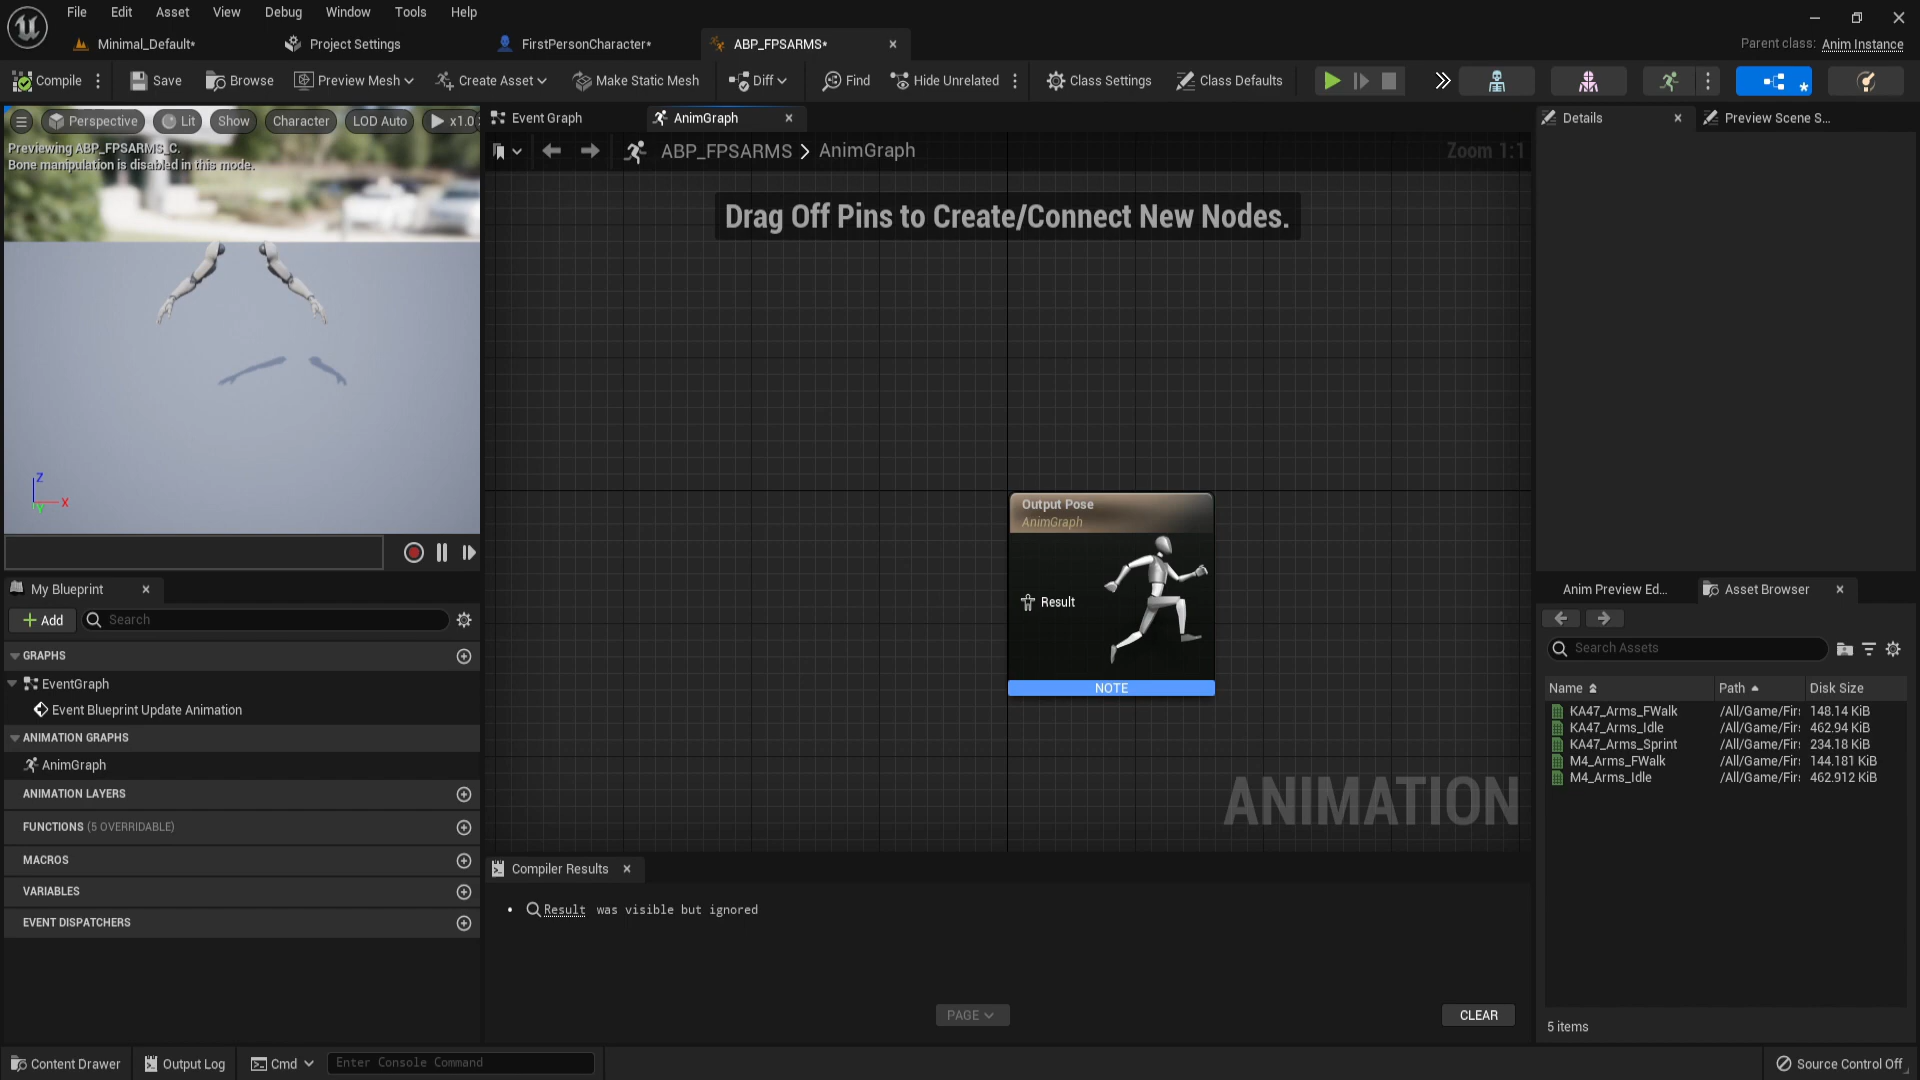 File Edit Asset View Debug Window Tools Help
Minimal_Default* Project Settings FirstPersonCharacter* ABP_FPSARMS*
Parent class: Anim Instance
Compile Save Browse Preview Mesh Create Asset Make Static Mesh Diff Find Hide Unrelated Class Settings Class Defaults
Perspective Lit Show Character LOD Auto x1.0
Previewing ABP_FPSARMS_C.
Bone manipulation is disabled in this mode.
Z
X
Y
Event Graph AnimGraph
ABP_FPSARMS > AnimGraph
Zoom 1:1
Drag Off Pins to Create/Connect New Nodes.
Output Pose
AnimGraph
Result
NOTE
ANIMATION
My Blueprint
Add Search
GRAPHS
EventGraph
Event Blueprint Update Animation
ANIMATION GRAPHS
AnimGraph
ANIMATION LAYERS
FUNCTIONS (5 OVERRIDABLE)
MACROS
VARIABLES
EVENT DISPATCHERS
Compiler Results
• Result was visible but ignored
PAGE
CLEAR
Details Preview Scene S...
Anim Preview Ed... Asset Browser
Search Assets
Name Path Disk Size
KA47_Arms_FWalk /All/Game/Fir 148.14 KiB
KA47_Arms_Idle /All/Game/Fir 462.94 KiB
KA47_Arms_Sprint /All/Game/Fir 234.18 KiB
M4_Arms_FWalk /All/Game/Fir 144.181 KiB
M4_Arms_Idle /All/Game/Fir 462.912 KiB
5 items
Content Drawer Output Log Cmd Enter Console Command Source Control Off